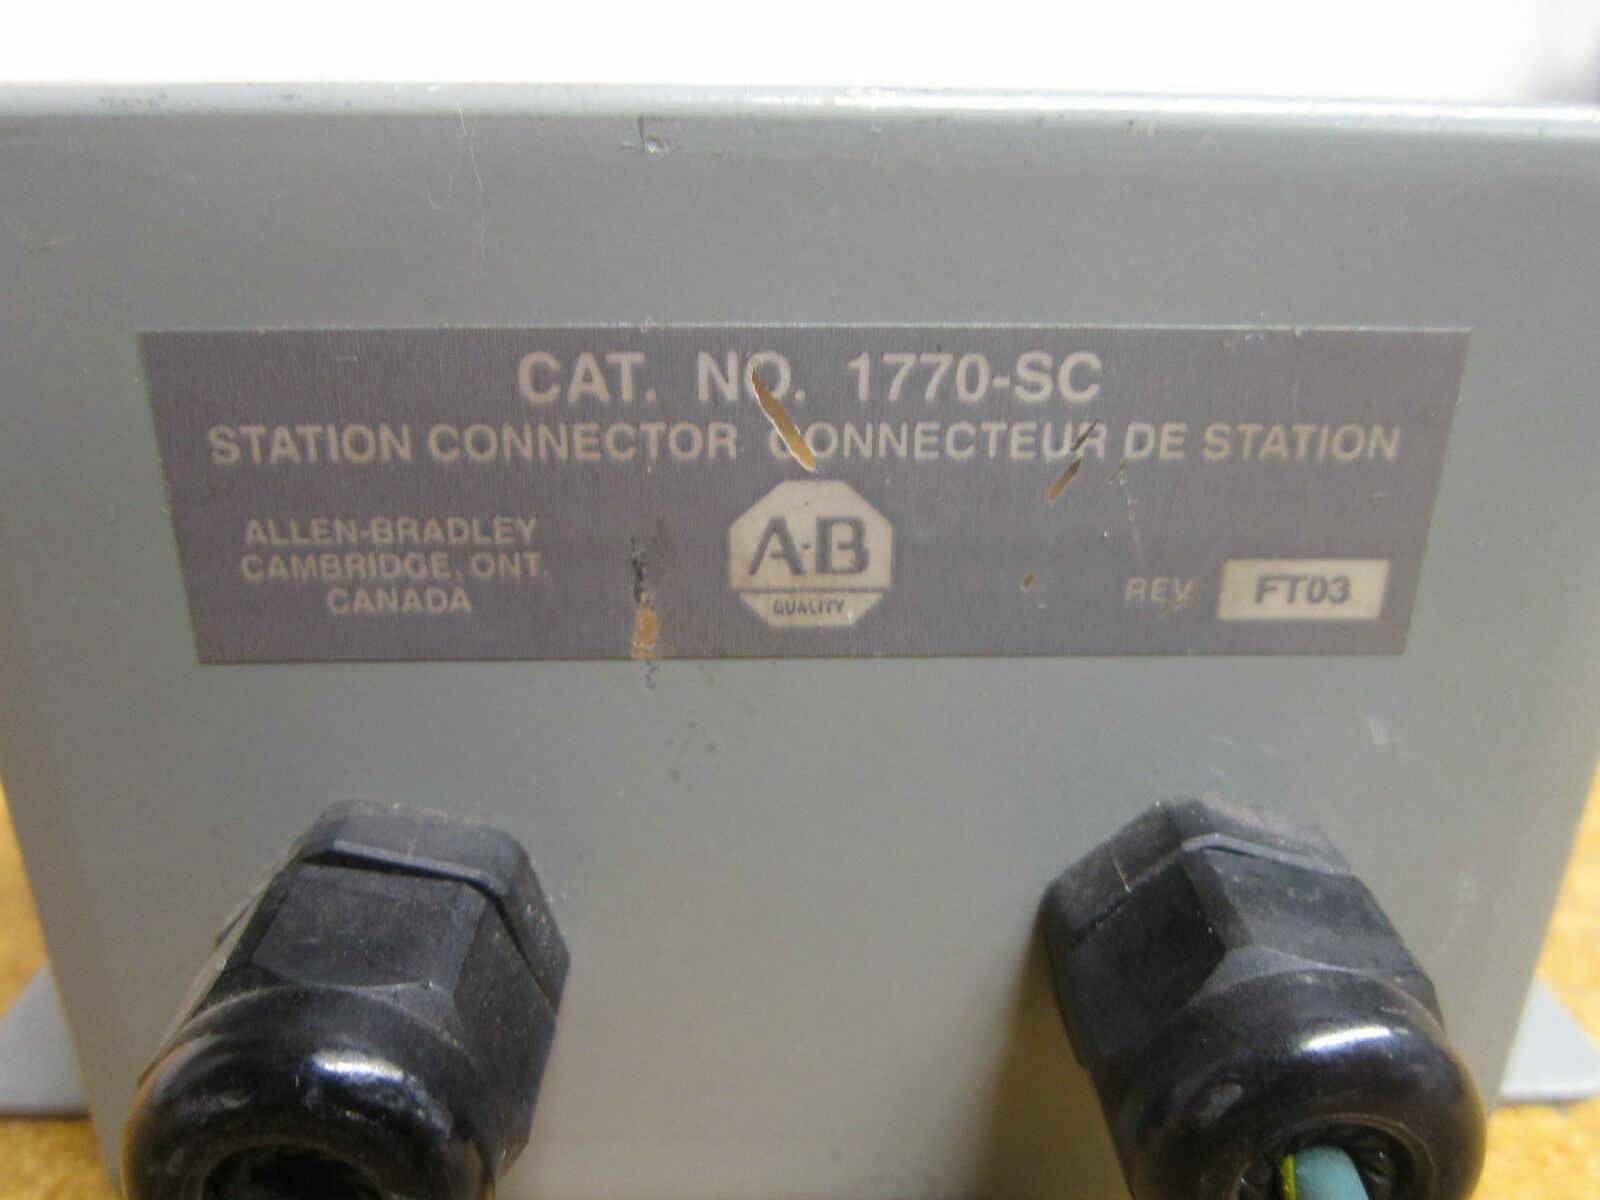 CAT. NO. 1770-SC
STATION CONNECTOR CONNECTEUR DE STATION
ALLEN-BRADLEY
CAMBRIDGE, ONT.
CANADA
A-B
QUALITY
REV. FT03